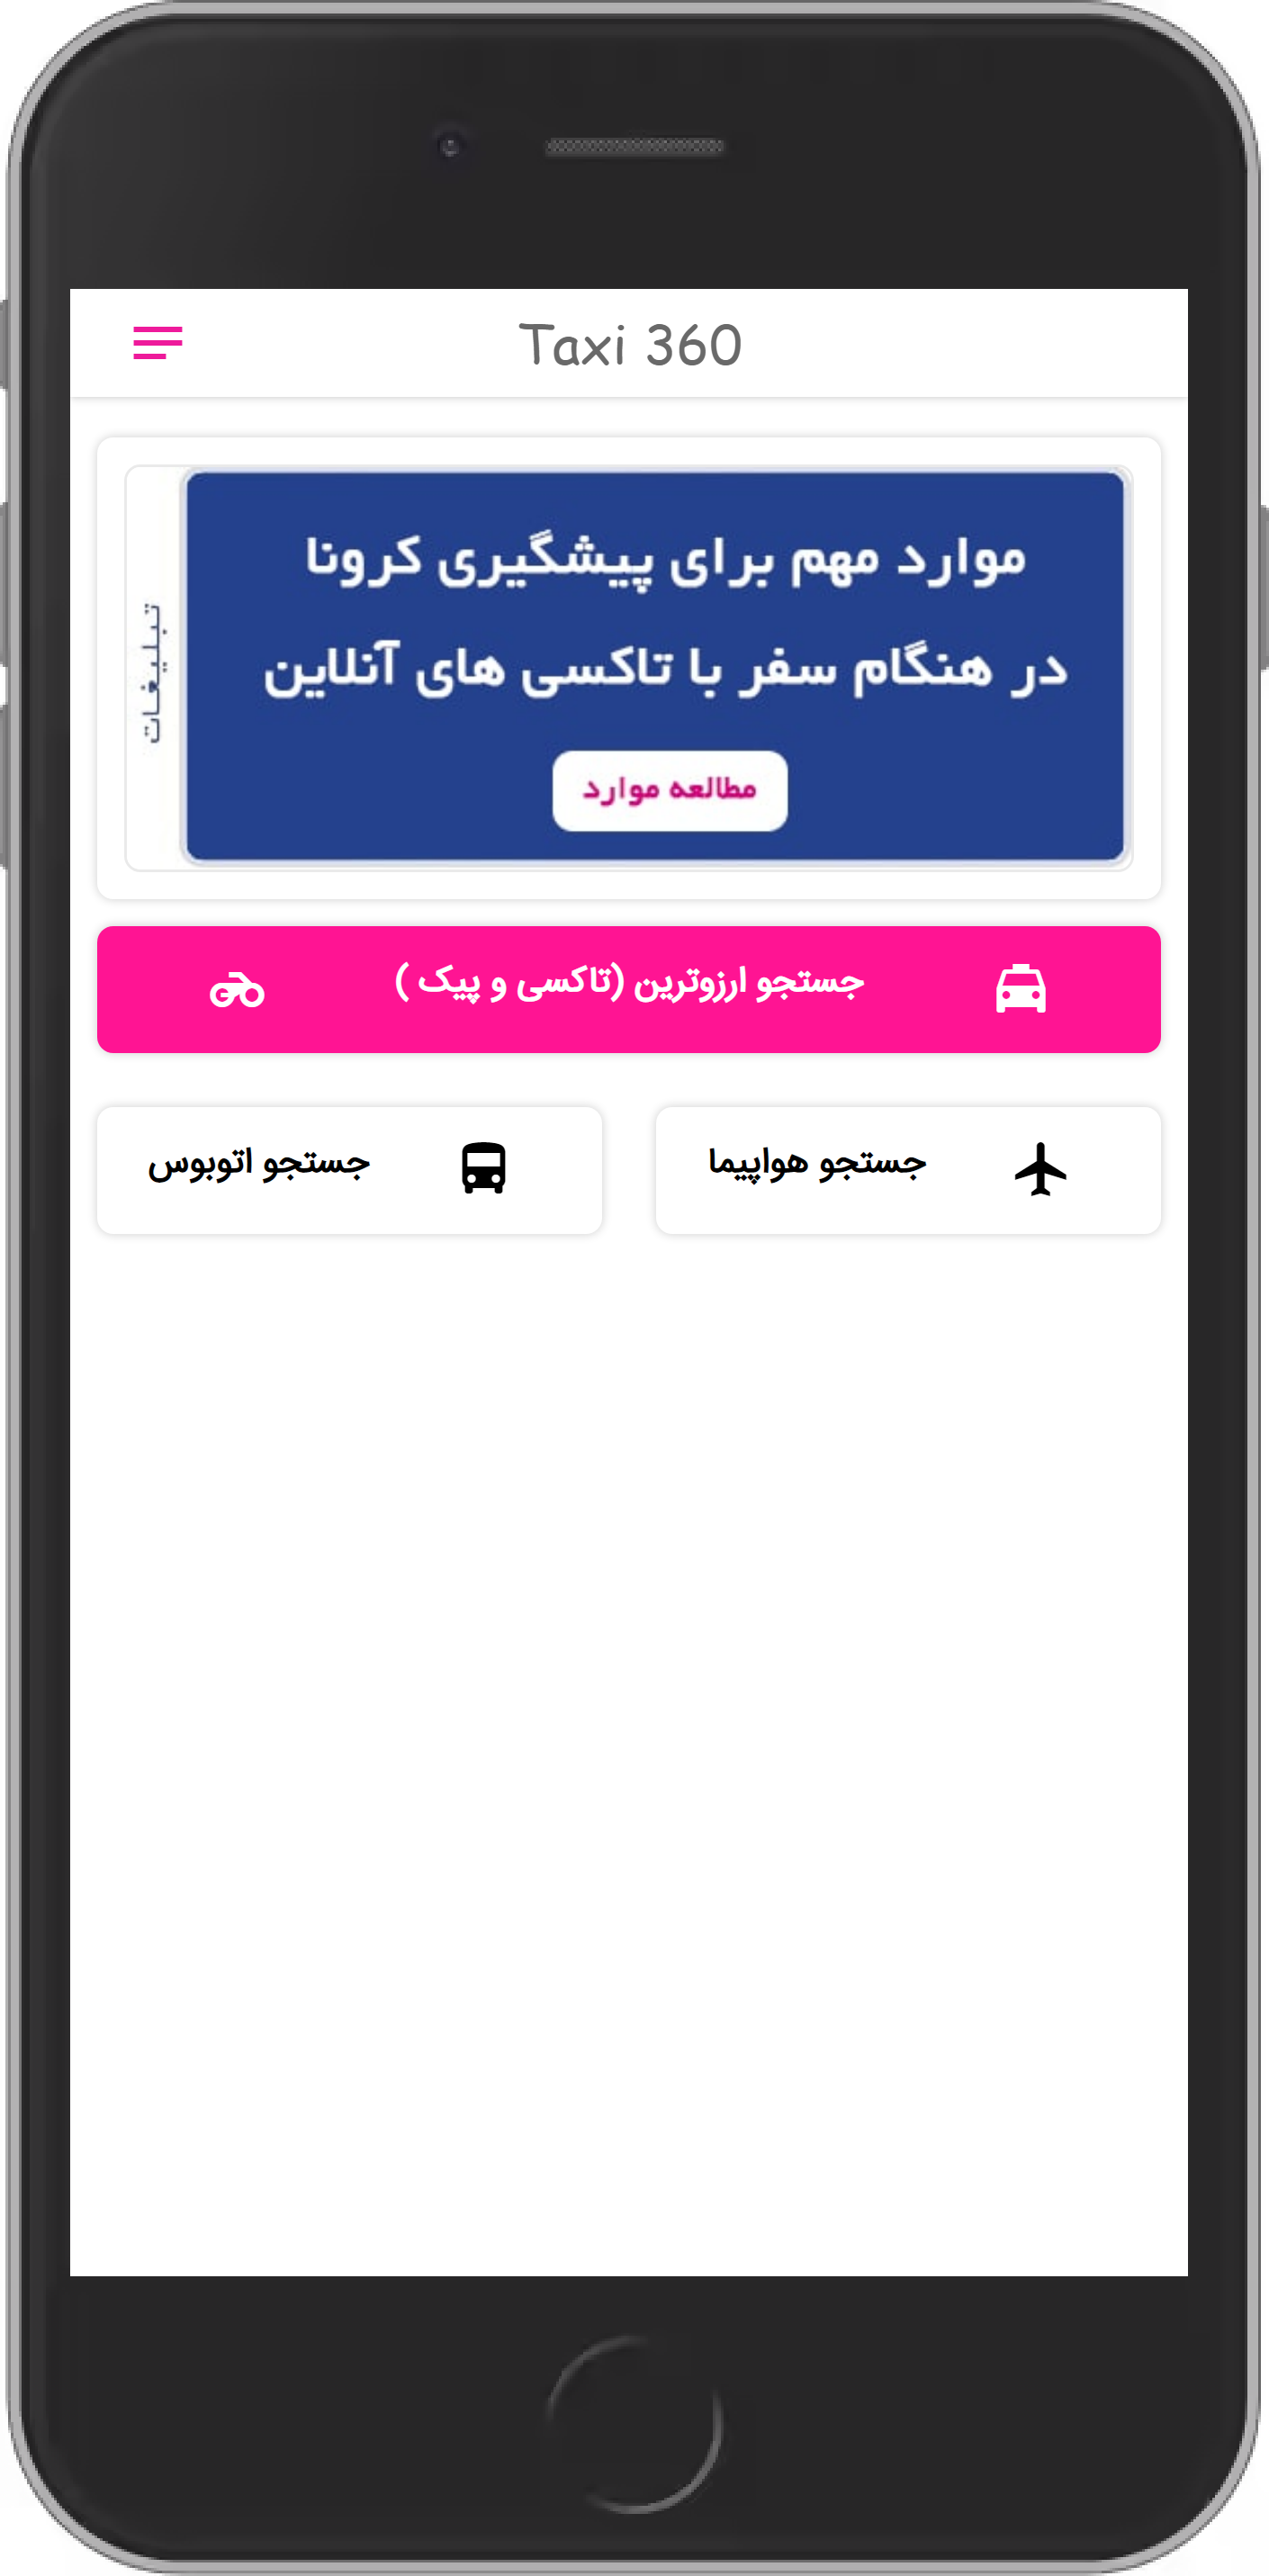 Taxi 360
موارد مهم برای پیشگیری کرونا
در هنگام سفر با تاکسی های آنلاین
مطالعه موارد
تبلیغات
جستجو ارزوترین (تاکسی و پیک )
جستجو هواپیما
جستجو اتوبوس